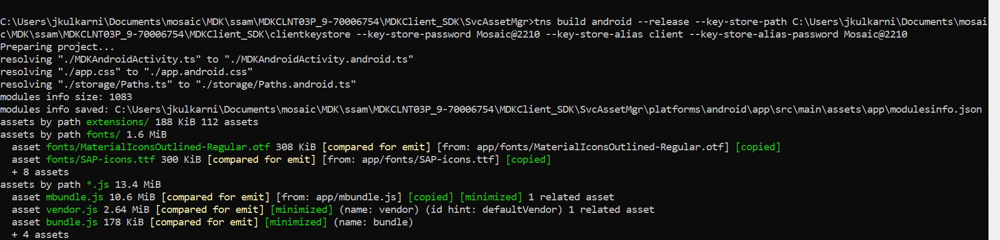 C:\Users\jkulkarni\Documents\mosaic\MDK\ssam\MDKCLNT03P_9-70006754\MDKClient_SDK\SvcAssetMgr>tns build android --release --key-store-path C:\Users\jkulkarni\Documents\mosai
c\MDK\ssam\MDKCLNT03P_9-70006754\MDKClient_SDK\clientkeystore --key-store-password Mosaic@2210 --key-store-alias client --key-store-alias-password Mosaic@2210
Preparing project...
resolving "./MDKAndroidActivity.ts" to "./MDKAndroidActivity.android.ts"
resolving "./app.css" to "./app.android.css"
resolving "./storage/Paths.ts" to "./storage/Paths.android.ts"
modules info size: 1083
modules info saved: C:\Users\jkulkarni\Documents\mosaic\MDK\ssam\MDKCLNT03P_9-70006754\MDKClient_SDK\SvcAssetMgr\platforms\android\app\src\main\assets\app\modulesinfo.json
assets by path extensions/ 188 KiB 112 assets
assets by path fonts/ 1.6 MiB
  asset fonts/MaterialIconsOutlined-Regular.otf 308 KiB [compared for emit] [from: app/fonts/MaterialIconsOutlined-Regular.otf] [copied]
  asset fonts/SAP-icons.ttf 300 KiB [compared for emit] [from: app/fonts/SAP-icons.ttf] [copied]
  + 8 assets
assets by path *.js 13.4 MiB
  asset mbundle.js 10.6 MiB [compared for emit] [from: app/mbundle.js] [copied] [minimized] 1 related asset
  asset vendor.js 2.64 MiB [compared for emit] [minimized] (name: vendor) (id hint: defaultVendor) 1 related asset
  asset bundle.js 178 KiB [compared for emit] [minimized] (name: bundle)
  + 4 assets